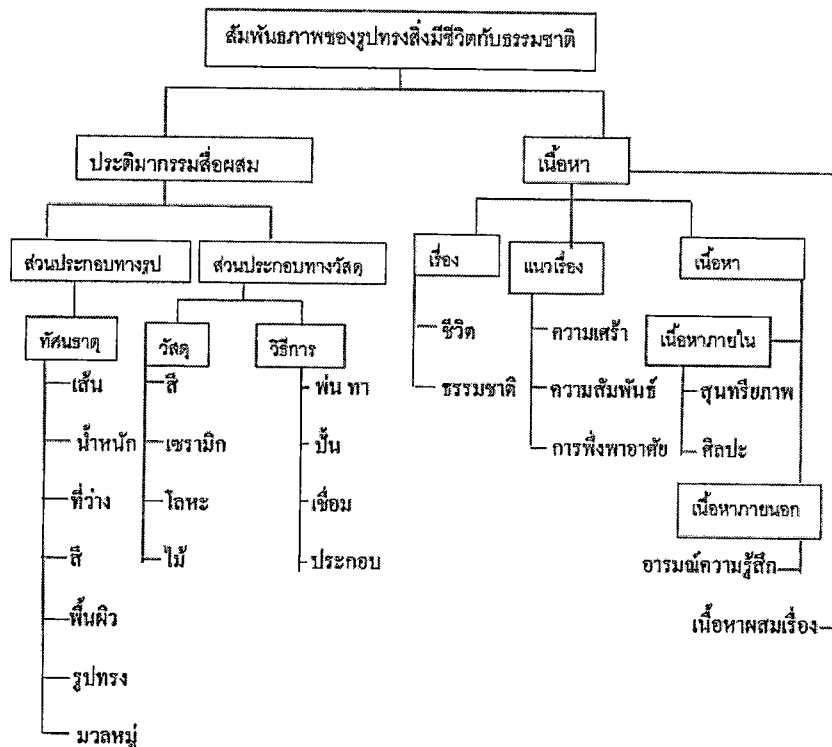 สัมพันธภาพของรูปทรงสิ่งมีชีวิตกับธรรมชาติ
ประติมากรรมสื่อผสม
เนื้อหา
ส่วนประกอบทางรูป
ส่วนประกอบทางวัสดุ
เรื่อง
แนวเรื่อง
เนื้อหา
ทัศนธาตุ
วัสดุ
วิธีการ
ชีวิต
ความเศร้า
เนื้อหาภายใน
เส้น
สี
พ่น ทา
ธรรมชาติ
ความสัมพันธ์
สุนทรียภาพ
น้ำหนัก
เซรามิก
ปั้น
การพึ่งพาอาศัย
ศิลปะ
ที่ว่าง
โลหะ
เชื่อม
เนื้อหาภายนอก
สี
ไม้
ประกอบ
อารมณ์ความรู้สึก
พื้นผิว
เนื้อหาผสมเรื่อง
รูปทรง
มวลหมู่